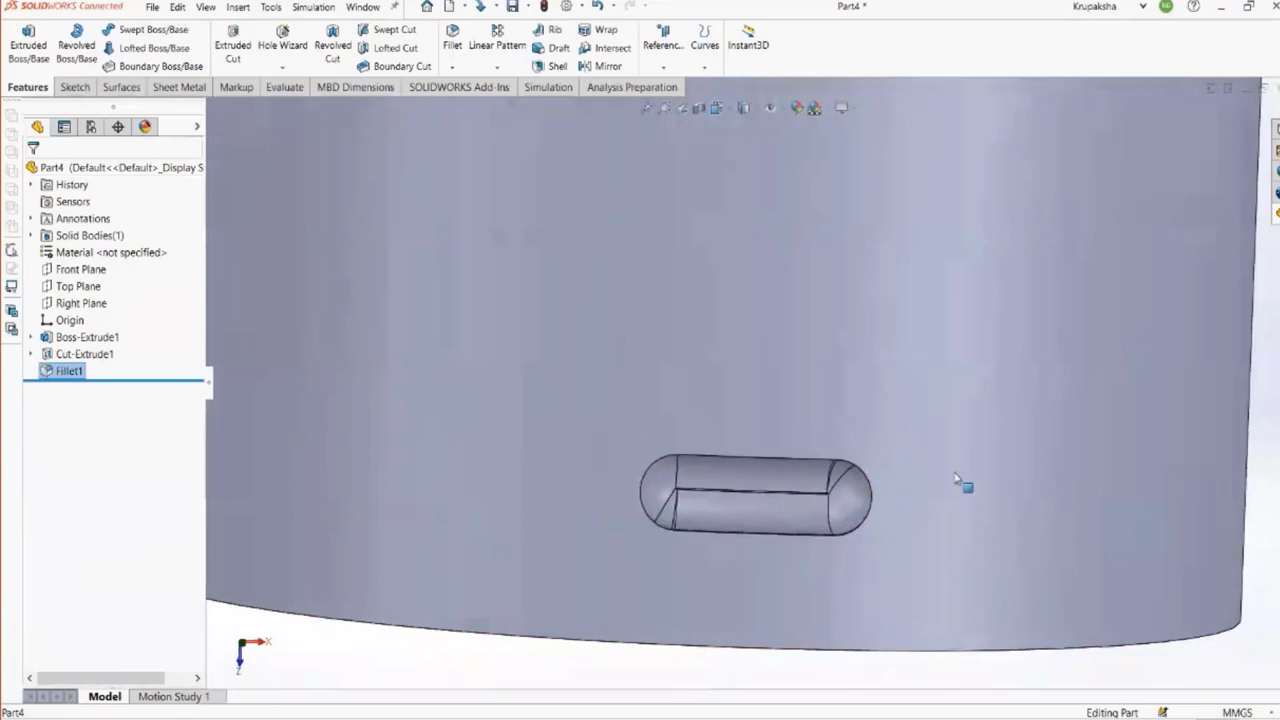 SOLIDWORKS Connected File Edit View Insert Tools Simulation Window Part4 * Krupaksha
Extruded Boss/Base
Revolved Boss/Base
Swept Boss/Base
Lofted Boss/Base
Boundary Boss/Base
Extruded Cut
Hole Wizard
Revolved Cut
Swept Cut
Lofted Cut
Boundary Cut
Fillet
Linear Pattern
Rib
Draft
Shell
Wrap
Intersect
Mirror
Referenc...
Curves
Instant3D
Features Sketch Surfaces Sheet Metal Markup Evaluate MBD Dimensions SOLIDWORKS Add-Ins Simulation Analysis Preparation
Part4 (Default<<Default>_Display S
History
Sensors
Annotations
Solid Bodies(1)
Material <not specified>
Front Plane
Top Plane
Right Plane
Origin
Boss-Extrude1
Cut-Extrude1
Fillet1
X
Z
Model Motion Study 1
Part4 Editing Part MMGS